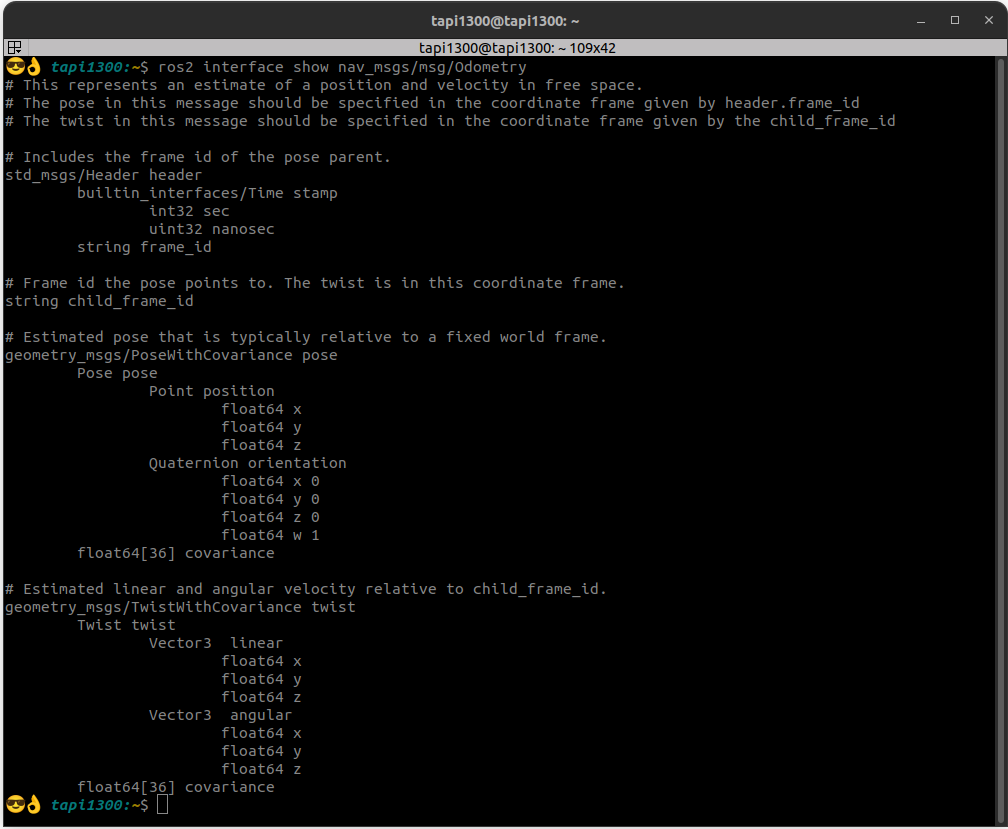 tapi1300@tapi1300: ~
tapi1300@tapi1300: ~ 109x42
😎👌 tapi1300:~$ ros2 interface show nav_msgs/msg/Odometry
# This represents an estimate of a position and velocity in free space.
# The pose in this message should be specified in the coordinate frame given by header.frame_id
# The twist in this message should be specified in the coordinate frame given by the child_frame_id

# Includes the frame id of the pose parent.
std_msgs/Header header
        builtin_interfaces/Time stamp
                int32 sec
                uint32 nanosec
        string frame_id

# Frame id the pose points to. The twist is in this coordinate frame.
string child_frame_id

# Estimated pose that is typically relative to a fixed world frame.
geometry_msgs/PoseWithCovariance pose
        Pose pose
                Point position
                        float64 x
                        float64 y
                        float64 z
                Quaternion orientation
                        float64 x 0
                        float64 y 0
                        float64 z 0
                        float64 w 1
        float64[36] covariance

# Estimated linear and angular velocity relative to child_frame_id.
geometry_msgs/TwistWithCovariance twist
        Twist twist
                Vector3  linear
                        float64 x
                        float64 y
                        float64 z
                Vector3  angular
                        float64 x
                        float64 y
                        float64 z
        float64[36] covariance
😎👌 tapi1300:~$